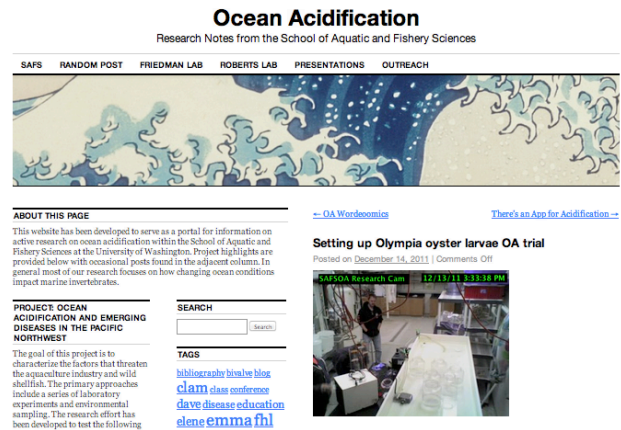 Ocean Acidification
Research Notes from the School of Aquatic and Fishery Sciences
SAFS RANDOM POST FRIEDMAN LAB ROBERTS LAB PRESENTATIONS OUTREACH
ABOUT THIS PAGE
This website has been developed to serve as a portal for information on
active research on ocean acidification within the School of Aquatic and
Fishery Sciences at the University of Washington. Project highlights are
provided below with occasional posts found in the adjacent column. In
general most of our research focuses on how changing ocean conditions
impact marine invertebrates.
PROJECT: OCEAN
ACIDIFICATION AND EMERGING
DISEASES IN THE PACIFIC
NORTHWEST
The goal of this project is to
characterize the factors that threaten
the aquaculture industry and wild
shellfish. The primary approaches
include a series of laboratory
experiments and environmental
sampling. The research effort has
been developed to test the following
SEARCH
Search
TAGS
bibliography bivalve blog
clam class conference
dave disease education
elene emma fhl
← OA Wordeoomics
There's an App for Acidification →
Setting up Olympia oyster larvae OA trial
Posted on December 14, 2011 | Comments Off
SAFSOA Research Cam 12/13/11 3:33:38 PM